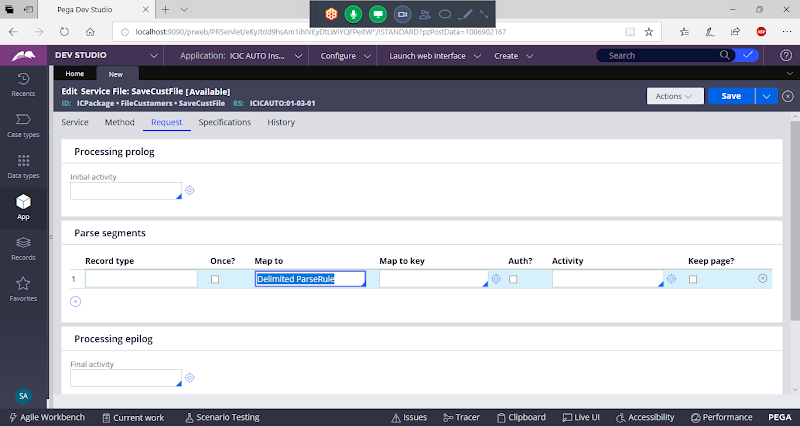 Pega Dev Studio
localhost:9090/prweb/PRServlet/eKyJtdd9hsAm1ihlVEyDtLWiYQFPeitW*/!STANDARD?pzPostData=1006902167
DEV STUDIO
Application: ICIC AUTO Ins...
Configure
Launch web interface
Create
Search
Recents
Case types
Data types
App
Records
Favorites
SA
Home
New
Edit Service File: SaveCustFile [Available]
ID: ICPackage • FileCustomers • SaveCustFile RS: ICICAUTO:01-03-01
Actions
Save
Service Method Request Specifications History
Processing prolog
Initial activity
Parse segments
Record type Once? Map to Map to key Auth? Activity Keep page?
1 Delimited ParseRule
Processing epilog
Final activity
Agile Workbench Current work Scenario Testing Issues Tracer Clipboard Live UI Accessibility Performance PEGA